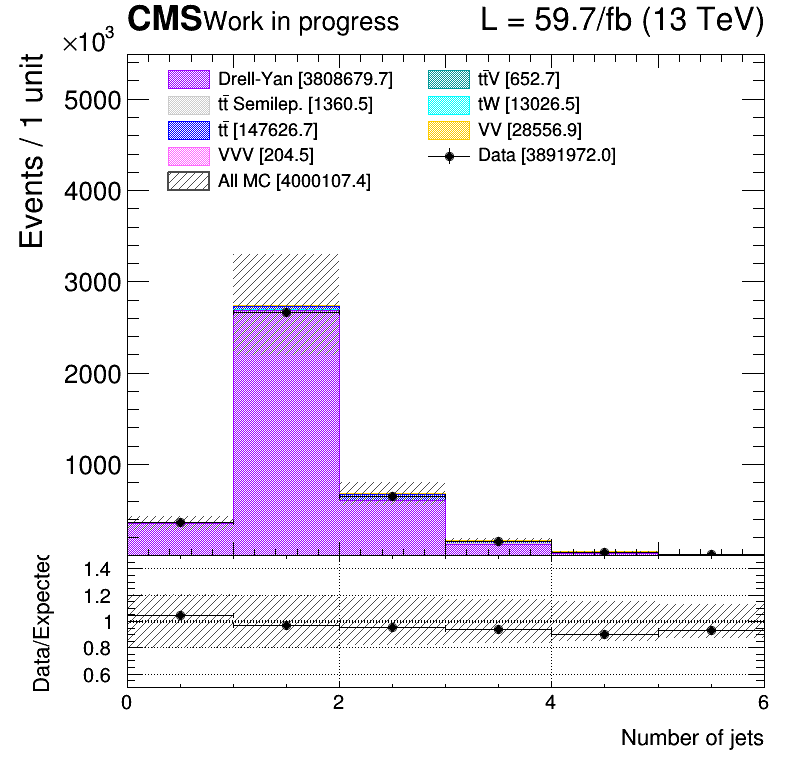 CMS Work in progress L = 59.7/fb (13 TeV)
×10³
Drell-Yan [3808679.7]
tt̄ Semilep. [1360.5]
tt̄ [147626.7]
VVV [204.5]
All MC [4000107.4]
tt̄V [652.7]
tW [13026.5]
VV [28556.9]
Data [3891972.0]
Events / 1 unit
5000
4000
3000
2000
1000
Data/Expected
1.4
1.2
1
0.8
0.6
0 2 4 6
Number of jets